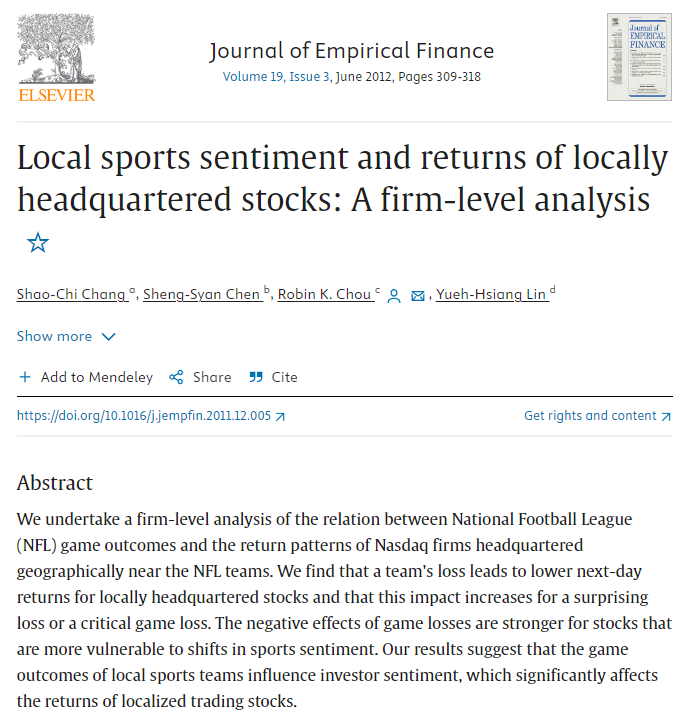 ELSEVIER
Journal of Empirical Finance
Volume 19, Issue 3, June 2012, Pages 309-318
Journal of
EMPIRICAL
FINANCE
Local sports sentiment and returns of locally
headquartered stocks: A firm-level analysis
Shao-Chi Chang a, Sheng-Syan Chen b, Robin K. Chou c, Yueh-Hsiang Lin d
Show more
+ Add to Mendeley Share Cite
https://doi.org/10.1016/j.jempfin.2011.12.005 Get rights and content
Abstract
We undertake a firm-level analysis of the relation between National Football League
(NFL) game outcomes and the return patterns of Nasdaq firms headquartered
geographically near the NFL teams. We find that a team's loss leads to lower next-day
returns for locally headquartered stocks and that this impact increases for a surprising
loss or a critical game loss. The negative effects of game losses are stronger for stocks that
are more vulnerable to shifts in sports sentiment. Our results suggest that the game
outcomes of local sports teams influence investor sentiment, which significantly affects
the returns of localized trading stocks.